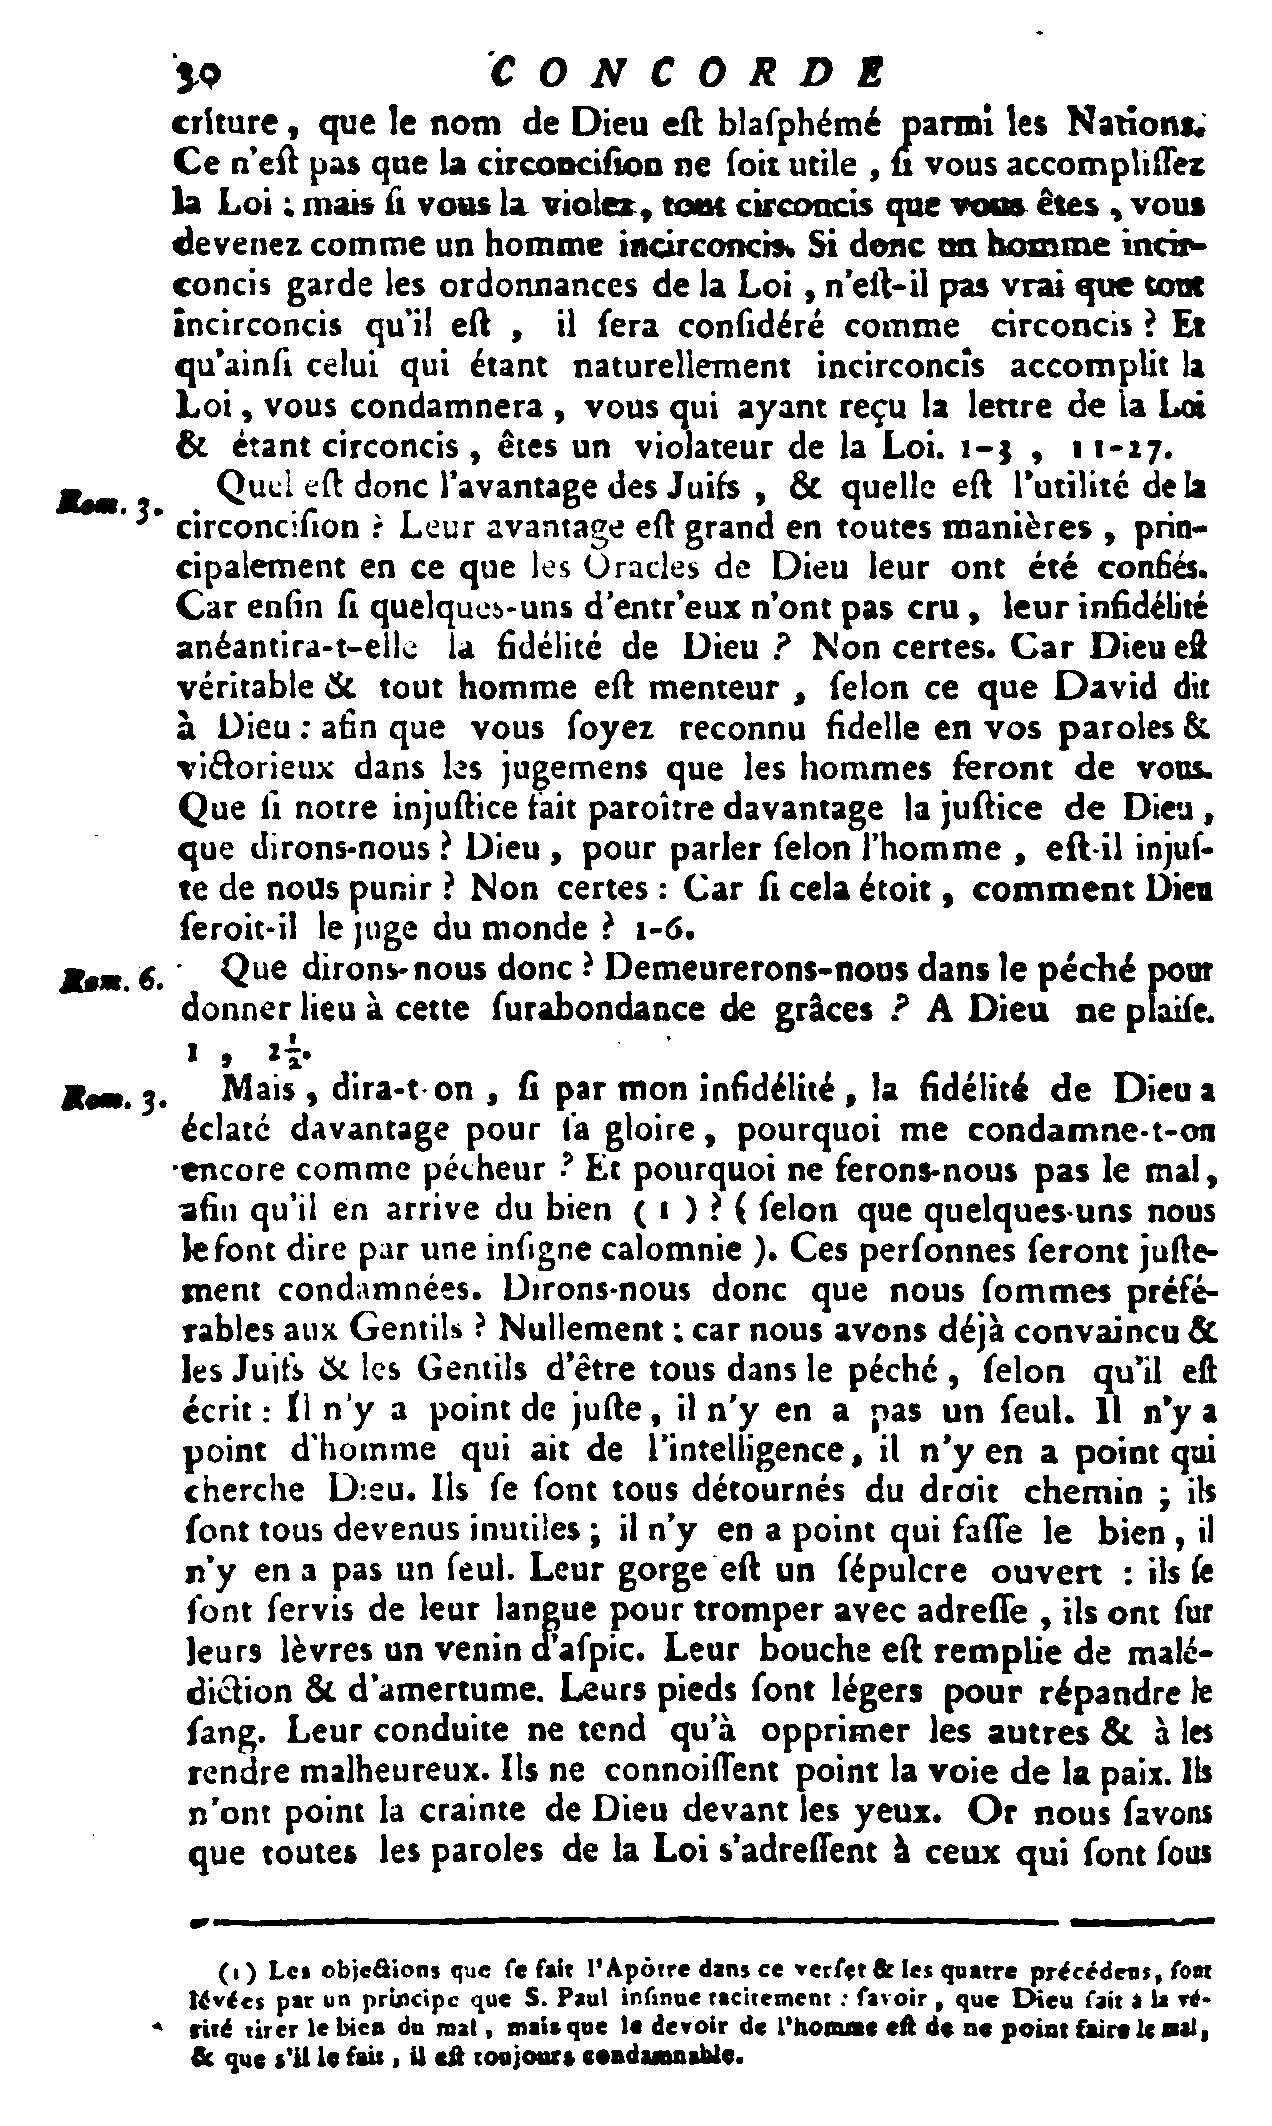 30 CONCORDE
criture, que le nom de Dieu eſt blaſphémé parmi les Nations.
Ce n'eſt pas que la circonciſion ne ſoit utile, ſi vous accompliſſez
la Loi : mais ſi vous la violez, tout circoncis que vous êtes, vous
devenez comme un homme incirconcis. Si donc un homme incir-
concis garde les ordonnances de la Loi, n'eſt-il pas vrai que tout
incirconcis qu'il eſt, il ſera conſidéré comme circoncis ? Et
qu'ainſi celui qui étant naturellement incirconcis accomplit la
Loi, vous condamnera, vous qui ayant reçu la lettre de la Loi
& étant circoncis, êtes un violateur de la Loi. 1-3, 11-27.
Rom. 3. Quel eſt donc l'avantage des Juifs, & quelle eſt l'utilité de la
circonciſion ? Leur avantage eſt grand en toutes manières, prin-
cipalement en ce que les Oracles de Dieu leur ont été confiés.
Car enfin ſi quelques-uns d'entr'eux n'ont pas cru, leur infidélité
anéantira-t-elle la fidélité de Dieu ? Non certes. Car Dieu eſt
véritable & tout homme eſt menteur, ſelon ce que David dit
à Dieu : afin que vous ſoyez reconnu fidelle en vos paroles &
victorieux dans les jugemens que les hommes feront de vous.
Que ſi notre injuſtice fait paroître davantage la juſtice de Dieu,
que dirons-nous ? Dieu, pour parler ſelon l'homme, eſt-il injuſ-
te de nous punir ? Non certes : Car ſi cela étoit, comment Dieu
ſeroit-il le juge du monde ? 1-6.
Rom. 6. Que dirons-nous donc ? Demeurerons-nous dans le péché pour
donner lieu à cette ſurabondance de grâces ? A Dieu ne plaiſe.
1, 2½.
Rom. 3. Mais, dira-t-on, ſi par mon infidélité, la fidélité de Dieu a
éclaté davantage pour ſa gloire, pourquoi me condamne-t-on
encore comme pécheur ? Et pourquoi ne ferons-nous pas le mal,
afin qu'il en arrive du bien (1) ? (ſelon que quelques-uns nous
le font dire par une inſigne calomnie). Ces perſonnes ſeront juſte-
ment condamnées. Dirons-nous donc que nous ſommes préfé-
rables aux Gentils ? Nullement : car nous avons déjà convaincu &
les Juifs & les Gentils d'être tous dans le péché, ſelon qu'il eſt
écrit : Il n'y a point de juſte, il n'y en a pas un ſeul. Il n'y a
point d'homme qui ait de l'intelligence, il n'y en a point qui
cherche Dieu. Ils ſe ſont tous détournés du droit chemin ; ils
ſont tous devenus inutiles ; il n'y en a point qui faſſe le bien, il
n'y en a pas un ſeul. Leur gorge eſt un ſépulcre ouvert : ils ſe
ſont ſervis de leur langue pour tromper avec adreſſe, ils ont ſur
leurs lèvres un venin d'aſpic. Leur bouche eſt remplie de malé-
diction & d'amertume. Leurs pieds ſont légers pour répandre le
ſang. Leur conduite ne tend qu'à opprimer les autres & à les
rendre malheureux. Ils ne connoiſſent point la voie de la paix. Ils
n'ont point la crainte de Dieu devant les yeux. Or nous ſavons
que toutes les paroles de la Loi s'adreſſent à ceux qui ſont ſous
(1) Les objections que ſe fait l'Apôtre dans ce verſet & les quatre précédens, ſont
lévées par un principe que S. Paul inſinue tacitement : ſavoir, que Dieu ſait à la vé-
rité tirer le bien du mal, mais que le devoir de l'homme eſt de ne point faire le mal,
& que s'il le fait, il eſt toujours condamnable.